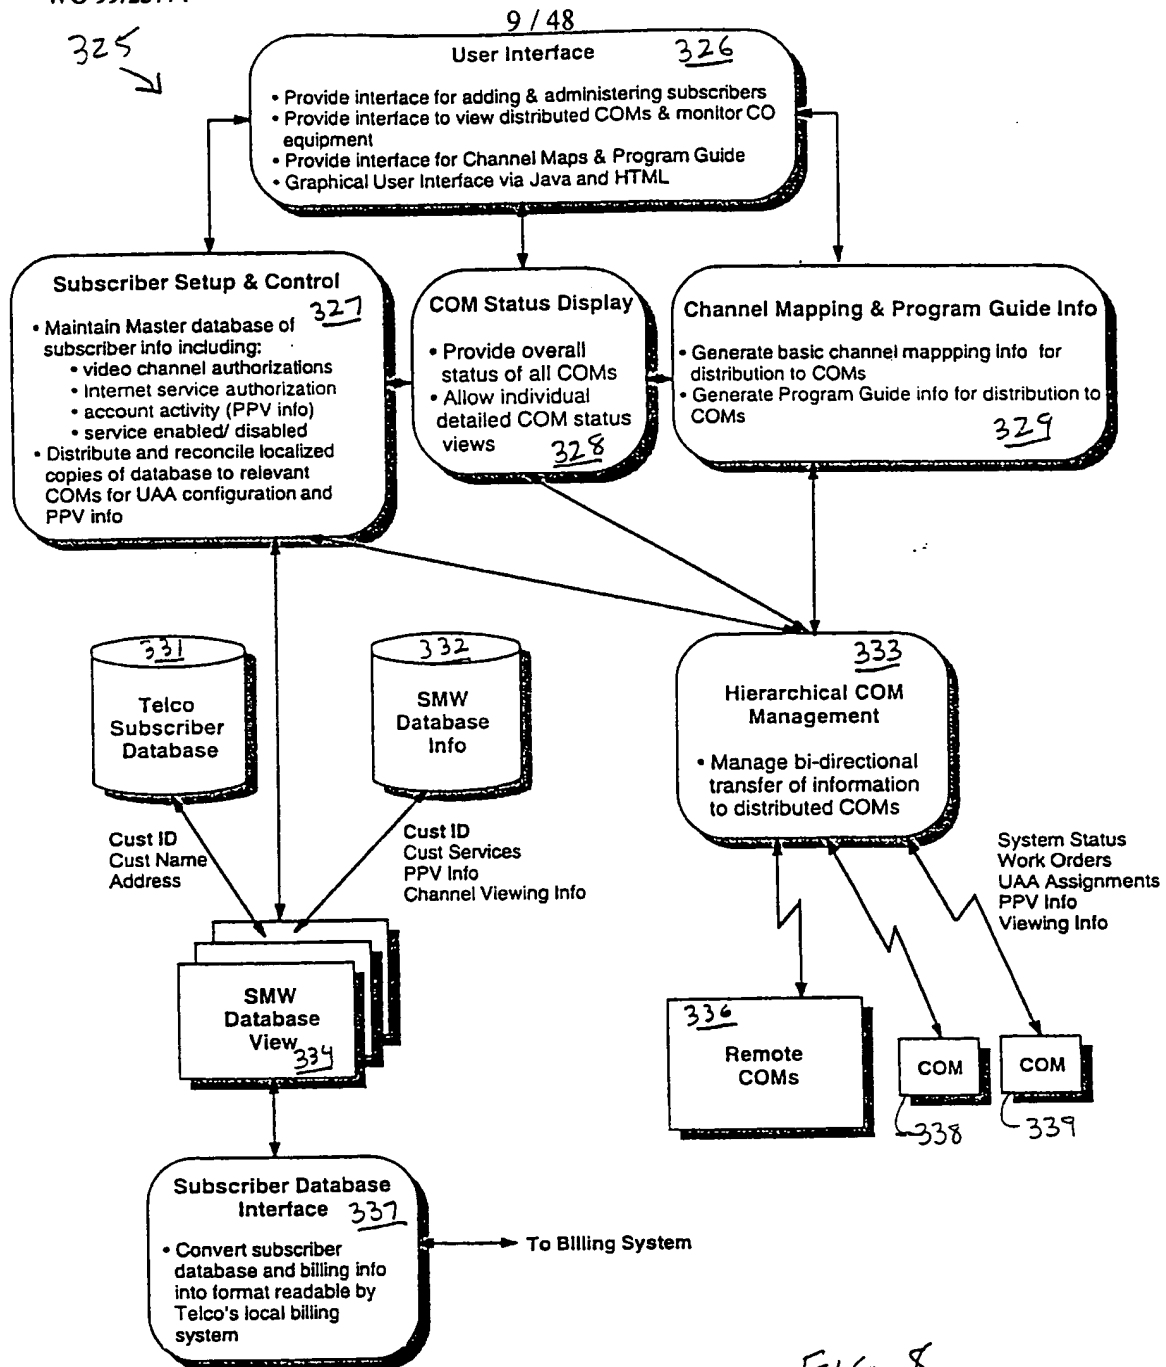 9 / 48
325
User Interface
326
• Provide interface for adding & administering subscribers
• Provide interface to view distributed COMs & monitor CO
equipment
• Provide interface for Channel Maps & Program Guide
• Graphical User Interface via Java and HTML
Subscriber Setup & Control
327
• Maintain Master database of
subscriber info including:
• video channel authorizations
• Internet service authorization
• account activity (PPV info)
• service enabled/ disabled
• Distribute and reconcile localized
copies of database to relevant
COMs for UAA configuration and
PPV info
COM Status Display
• Provide overall
status of all COMs
• Allow individual
detailed COM status
views
328
Channel Mapping & Program Guide Info
• Generate basic channel mappping info for
distribution to COMs
• Generate Program Guide info for distribution to
COMs
329
331
Telco
Subscriber
Database
332
SMW
Database
Info
333
Hierarchical COM
Management
• Manage bi-directional
transfer of information
to distributed COMs
Cust ID
Cust Name
Address
Cust ID
Cust Services
PPV Info
Channel Viewing Info
System Status
Work Orders
UAA Assignments
PPV Info
Viewing Info
SMW
Database
View
334
336
Remote
COMs
COM
338
COM
339
Subscriber Database
Interface
337
• Convert subscriber
database and billing info
into format readable by
Telco's local billing
system
To Billing System
FIG. 8